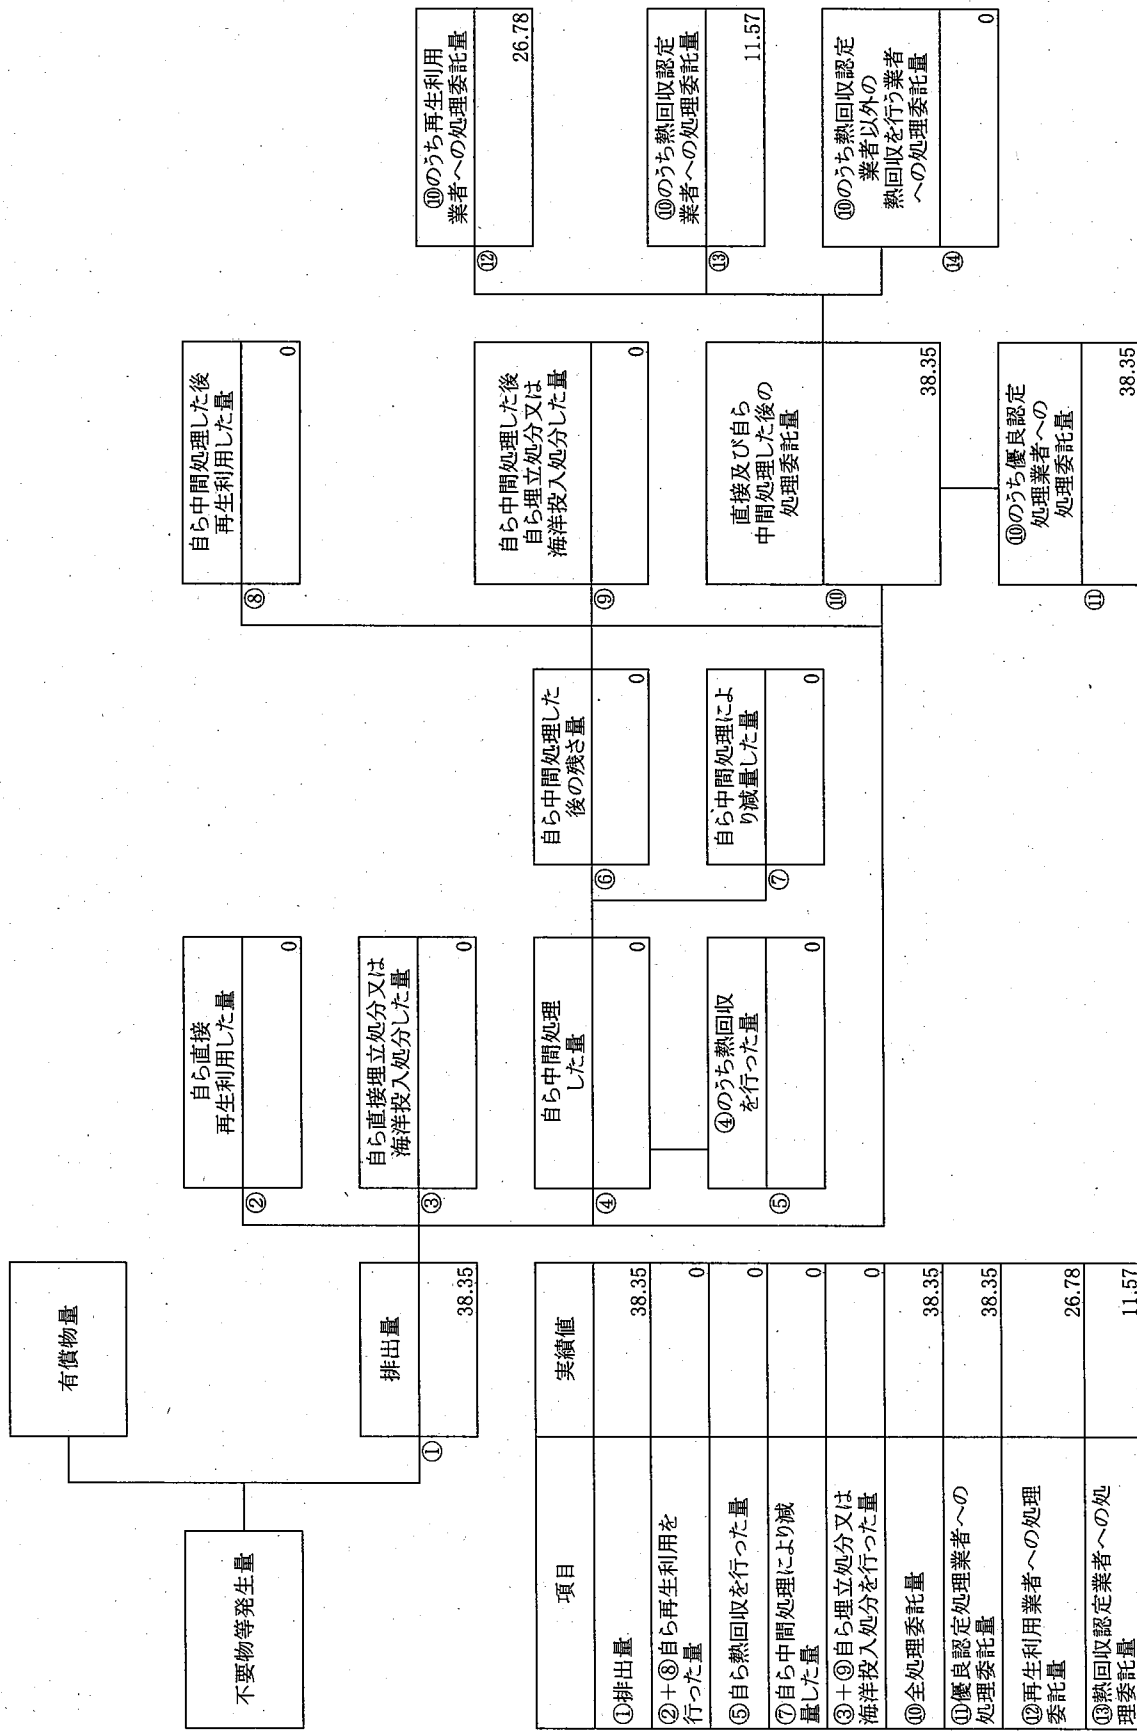 不要物等発生量
有償物量
排出量
①
38.35
自ら直接
再生利用した量
②
0
自ら直接埋立処分又は
海洋投入処分した量
③
0
自ら中間処理
した量
④
0
④のうち熱回収
を行った量
⑤
0
自ら中間処理した
後の残さ量
⑥
0
自ら中間処理によ
り減量した量
⑦
0
自ら中間処理した後
再生利用した量
⑧
0
自ら中間処理した後
自ら埋立処分又は
海洋投入処分した量
⑨
0
直接及び自ら
中間処理した後の
処理委託量
⑩
38.35
⑩のうち優良認定
処理業者への
処理委託量
⑪
38.35
⑩のうち再生利用
業者への処理委託量
⑫
26.78
⑩のうち熱回収認定
業者への処理委託量
⑬
11.57
⑩のうち熱回収認定
業者以外の
熱回収を行う業者
への処理委託量
⑭
0
項目 実績値
①排出量 38.35
②+⑧自ら再生利用を
行った量 0
⑤自ら熱回収を行った量 0
⑦自ら中間処理により減
量した量 0
③+⑨自ら埋立処分又は
海洋投入処分を行った量 0
⑩全処理委託量 38.35
⑪優良認定処理業者への
処理委託量 38.35
⑫再生利用業者への処理
委託量 26.78
⑬熱回収認定業者への処
理委託量 11.57